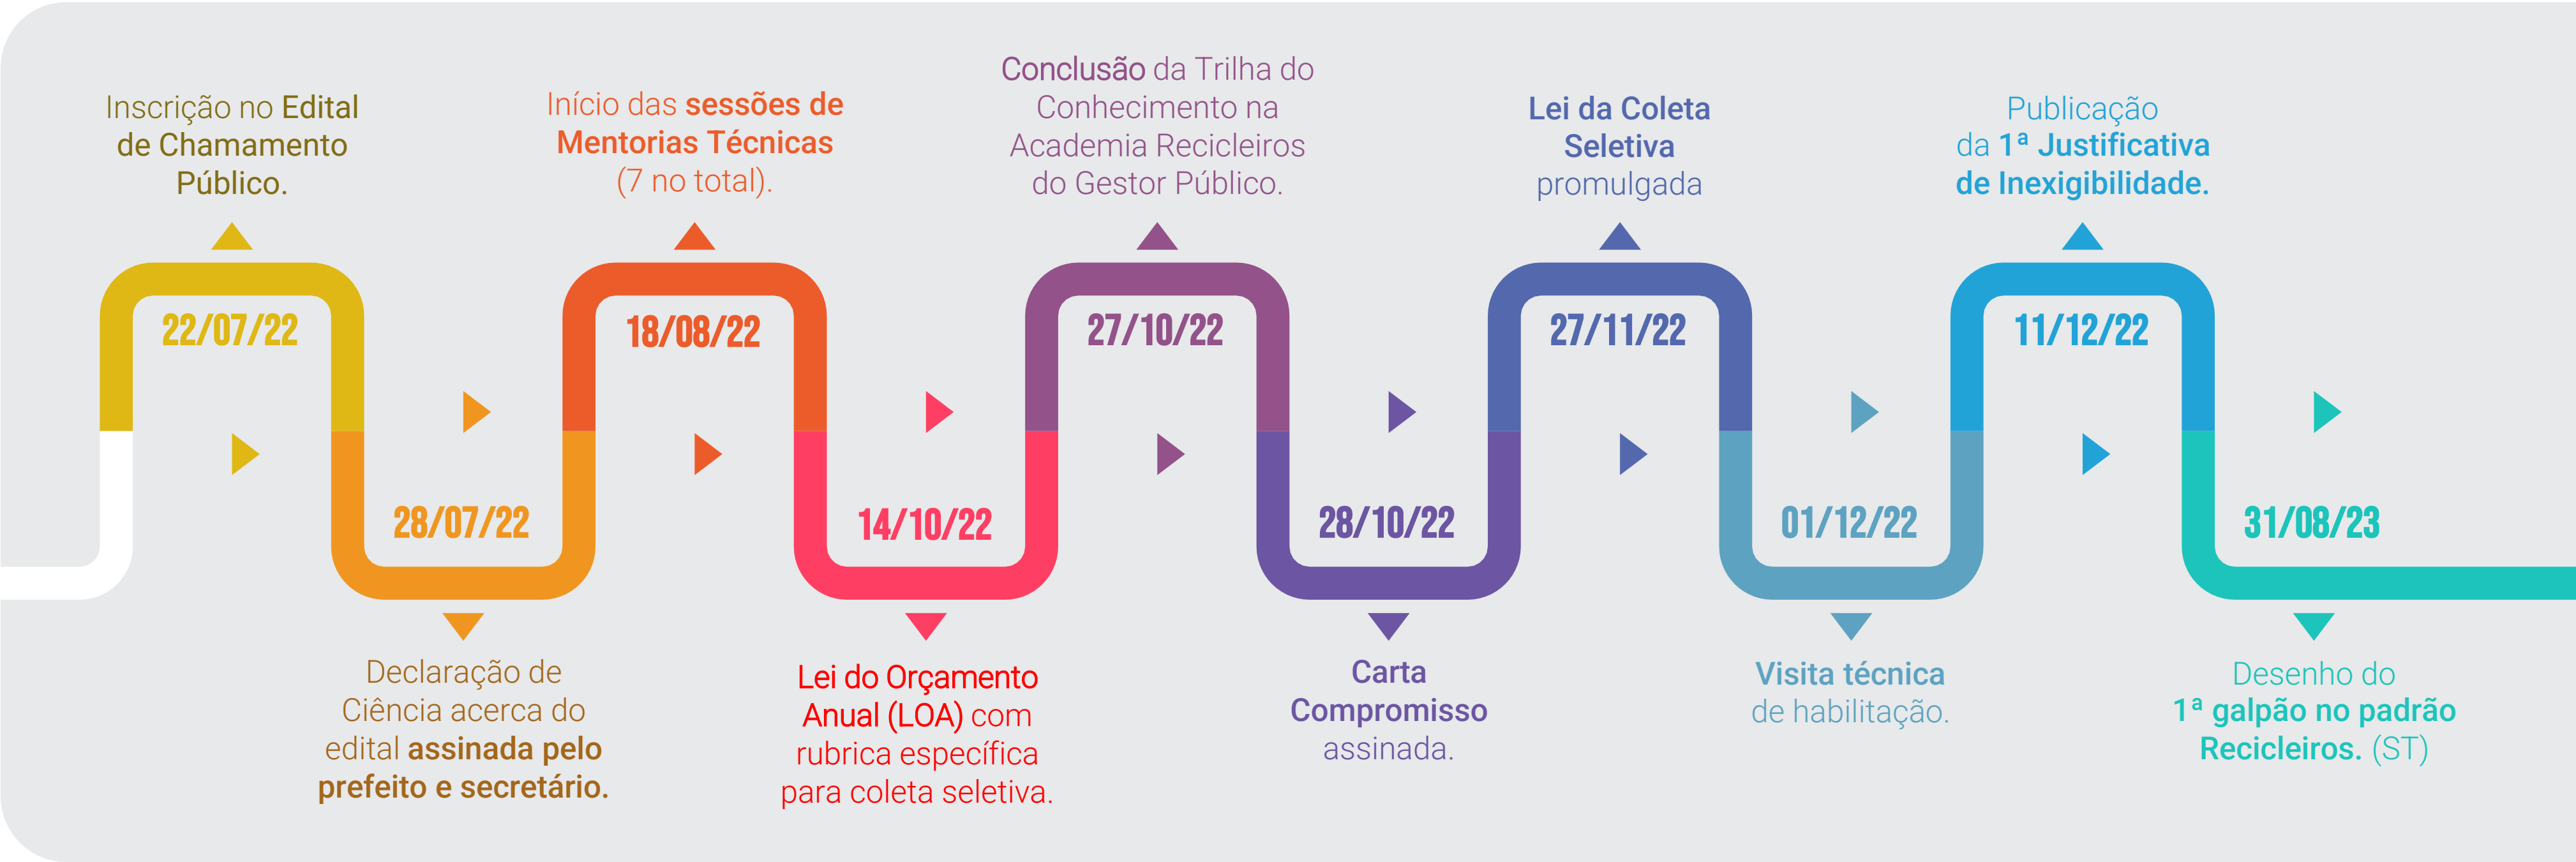 Inscrição no Edital
de Chamamento
Público.
22/07/22
28/07/22
Declaração de
Ciência acerca do
edital assinada pelo
prefeito e secretário.
Início das sessões de
Mentorias Técnicas
(7 no total).
18/08/22
14/10/22
Lei do Orçamento
Anual (LOA) com
rubrica específica
para coleta seletiva.
Conclusão da Trilha do
Conhecimento na
Academia Recicleiros
do Gestor Público.
27/10/22
28/10/22
Carta
Compromisso
assinada.
Lei da Coleta
Seletiva
promulgada
27/11/22
01/12/22
Visita técnica
de habilitação.
Publicação
da 1ª Justificativa
de Inexigibilidade.
11/12/22
31/08/23
Desenho do
1ª galpão no padrão
Recicleiros. (ST)